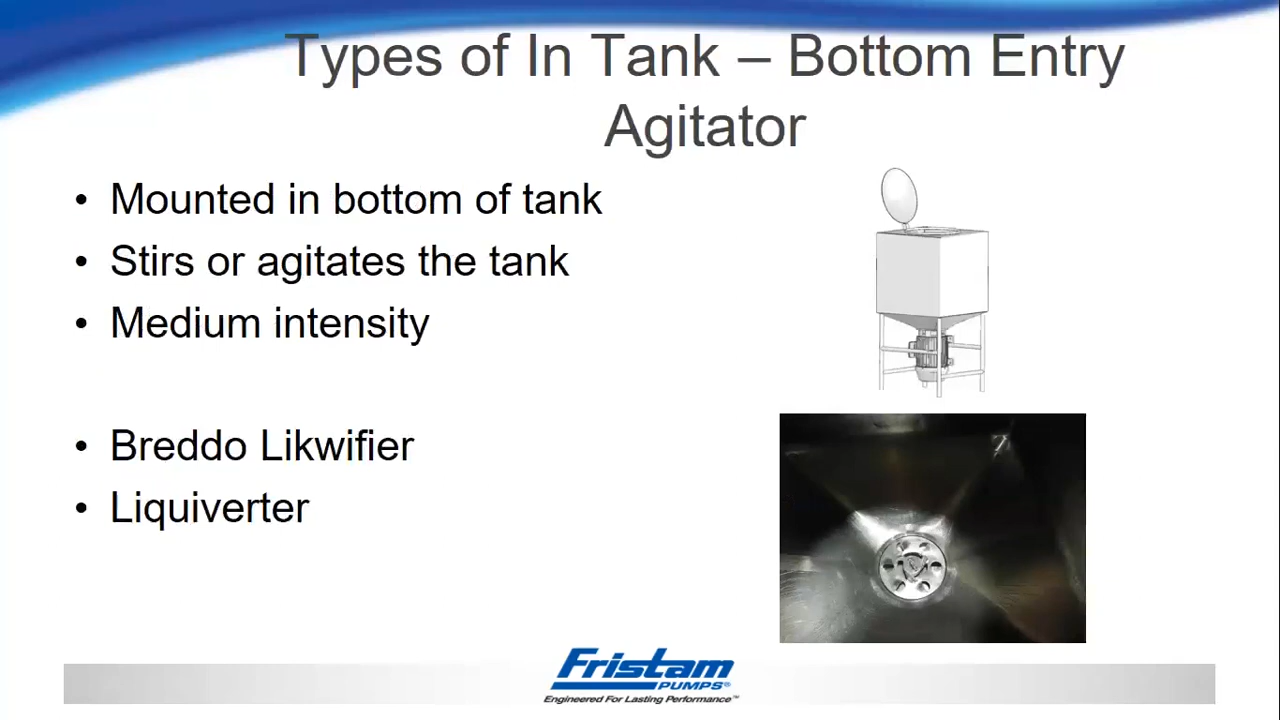 Types of In Tank – Bottom Entry
Agitator
• Mounted in bottom of tank
• Stirs or agitates the tank
• Medium intensity
• Breddo Likwifier
• Liquiverter
Fristam
PUMPS®
Engineered For Lasting Performance™